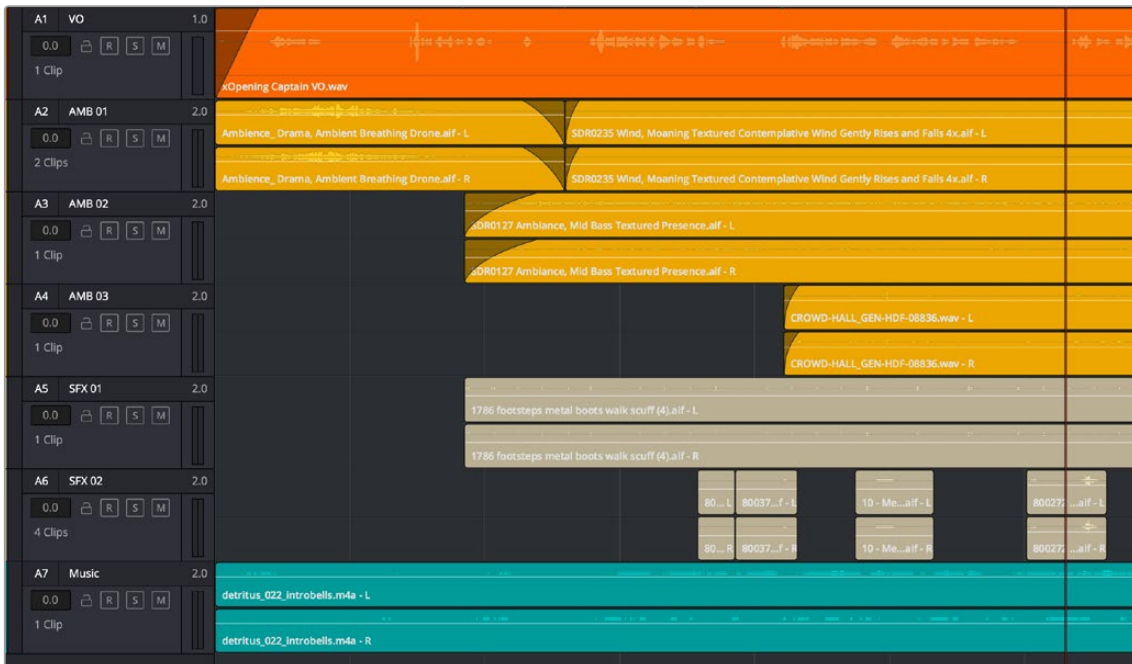 A1 VO 1.0
0.0 R S M
1 Clip
xOpening Captain VO.wav
A2 AMB 01 2.0
0.0 R S M
2 Clips
Ambience_ Drama, Ambient Breathing Drone.aif - L
SDR0235 Wind, Moaning Textured Contemplative Wind Gently Rises and Falls 4x.aif - L
Ambience_ Drama, Ambient Breathing Drone.aif - R
SDR0235 Wind, Moaning Textured Contemplative Wind Gently Rises and Falls 4x.aif - R
A3 AMB 02 2.0
0.0 R S M
1 Clip
SDR0127 Ambiance, Mid Bass Textured Presence.aif - L
SDR0127 Ambiance, Mid Bass Textured Presence.aif - R
A4 AMB 03 2.0
0.0 R S M
1 Clip
CROWD-HALL_GEN-HDF-08836.wav - L
CROWD-HALL_GEN-HDF-08836.wav - R
A5 SFX 01 2.0
0.0 R S M
1 Clip
1786 footsteps metal boots walk scuff (4).aif - L
1786 footsteps metal boots walk scuff (4).aif - R
A6 SFX 02 2.0
0.0 R S M
4 Clips
80... L 80037...f - L 10 - Me...aif - L 800272...aif - L
80... R 80037...f - R 10 - Me...aif - R 800272...aif - R
A7 Music 2.0
0.0 R S M
1 Clip
detritus_022_introbells.m4a - L
detritus_022_introbells.m4a - R